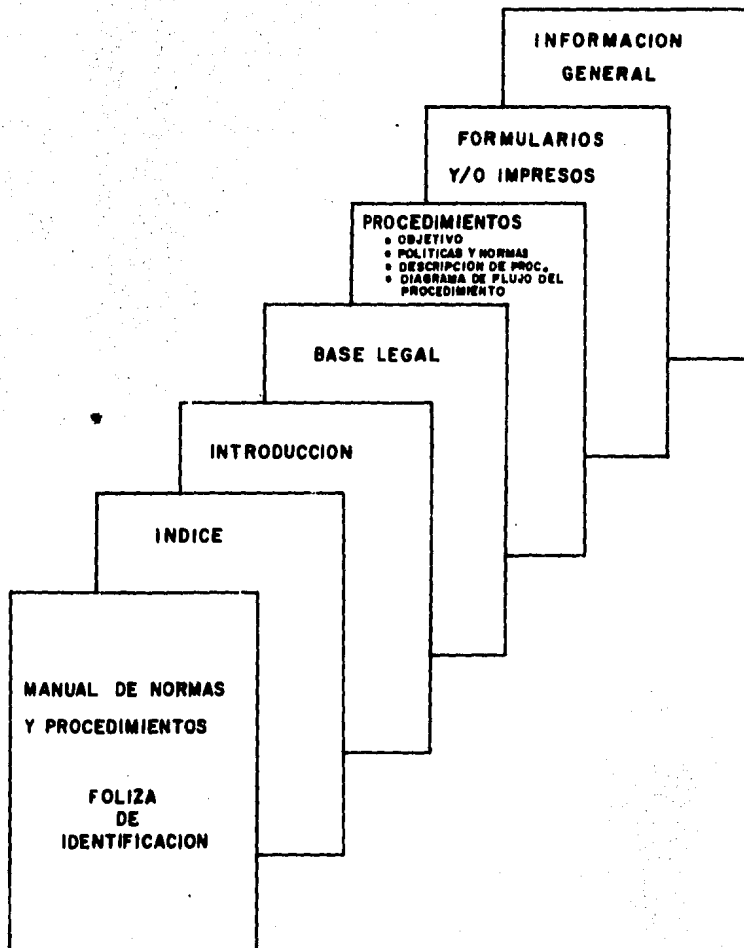 INFORMACION
GENERAL
FORMULARIOS
Y/O IMPRESOS
PROCEDIMIENTOS
• OBJETIVO
• POLITICAS Y NORMAS
• DESCRIPCION DE PROC.
• DIAGRAMA DE FLUJO DEL
PROCEDIMIENTO
BASE LEGAL
INTRODUCCION
INDICE
MANUAL DE NORMAS
Y PROCEDIMIENTOS
FOLIZA
DE
IDENTIFICACION